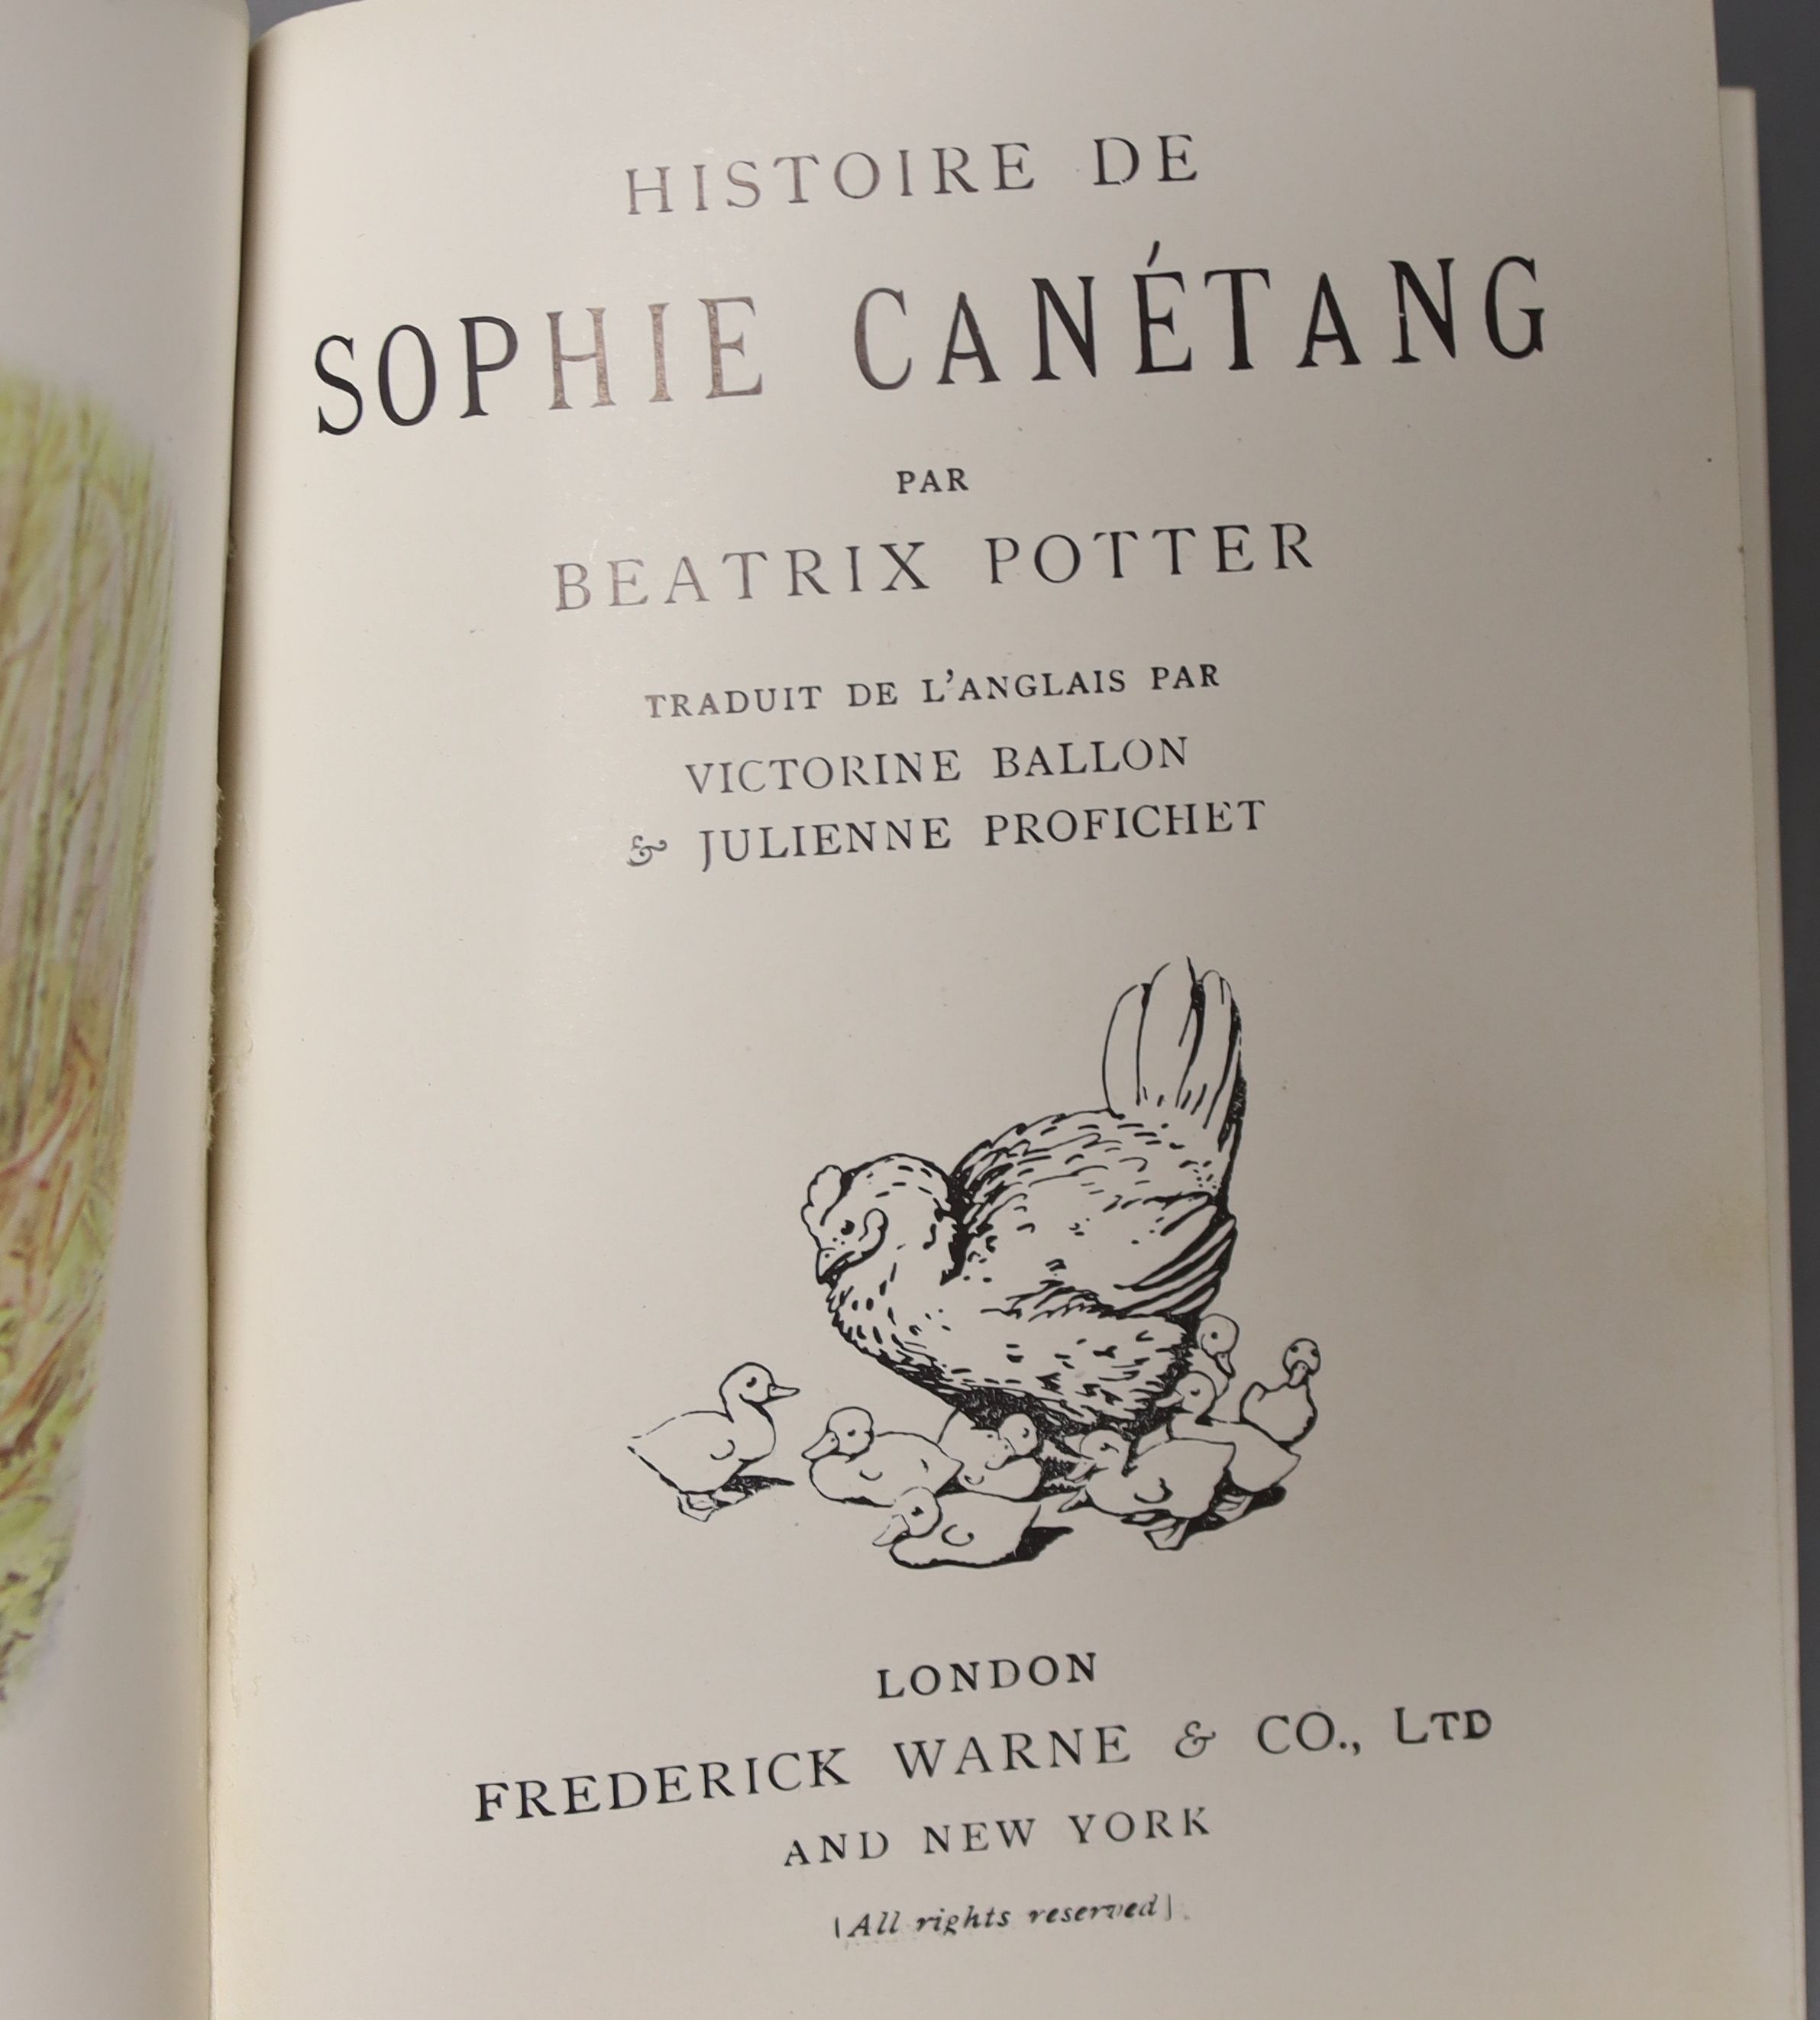 HISTOIRE DE
SOPHIE CANÉTANG
PAR
BEATRIX POTTER
TRADUIT DE L'ANGLAIS PAR
VICTORINE BALLON
& JULIENNE PROFICHET
LONDON
FREDERICK WARNE & CO., LTD
AND NEW YORK
[All rights reserved]